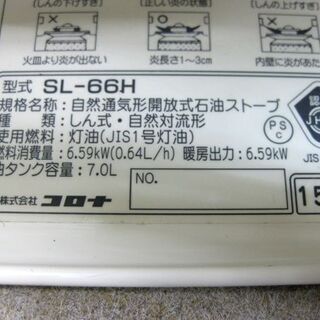 [しんの下げすぎ]
[正しい炎の状態]
[しんの上げすぎ]
火皿より炎が出ない
炎長さ1~3cm
内壁に炎があた
型式 SL-66H
規格名称:自然通気形開放式石油ストーブ
種類:しん式・自然対流形
使用燃料:灯油(JIS1号灯油)
燃料消費量:6.59kW(0.64L/h) 暖房出力:6.59kW
油タンク容量:7.0L
NO.
株式会社 コロナ
PS
C
認
JH
JIS
15